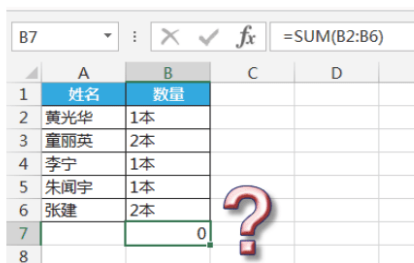 B7 fx =SUM(B2:B6)
A B C D
1 姓名 数量
2 黄光华 1本
3 童丽英 2本
4 李宁 1本
5 朱闻宇 1本
6 张建 2本
7 0
8
?